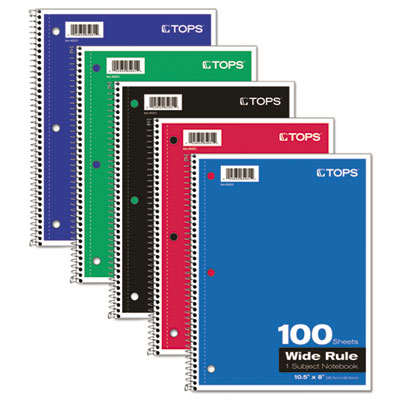 TOPS
TOPS
TOPS
TOPS
TOPS
100
Sheets
Wide Rule
1 Subject Notebook
10.5" x 8"